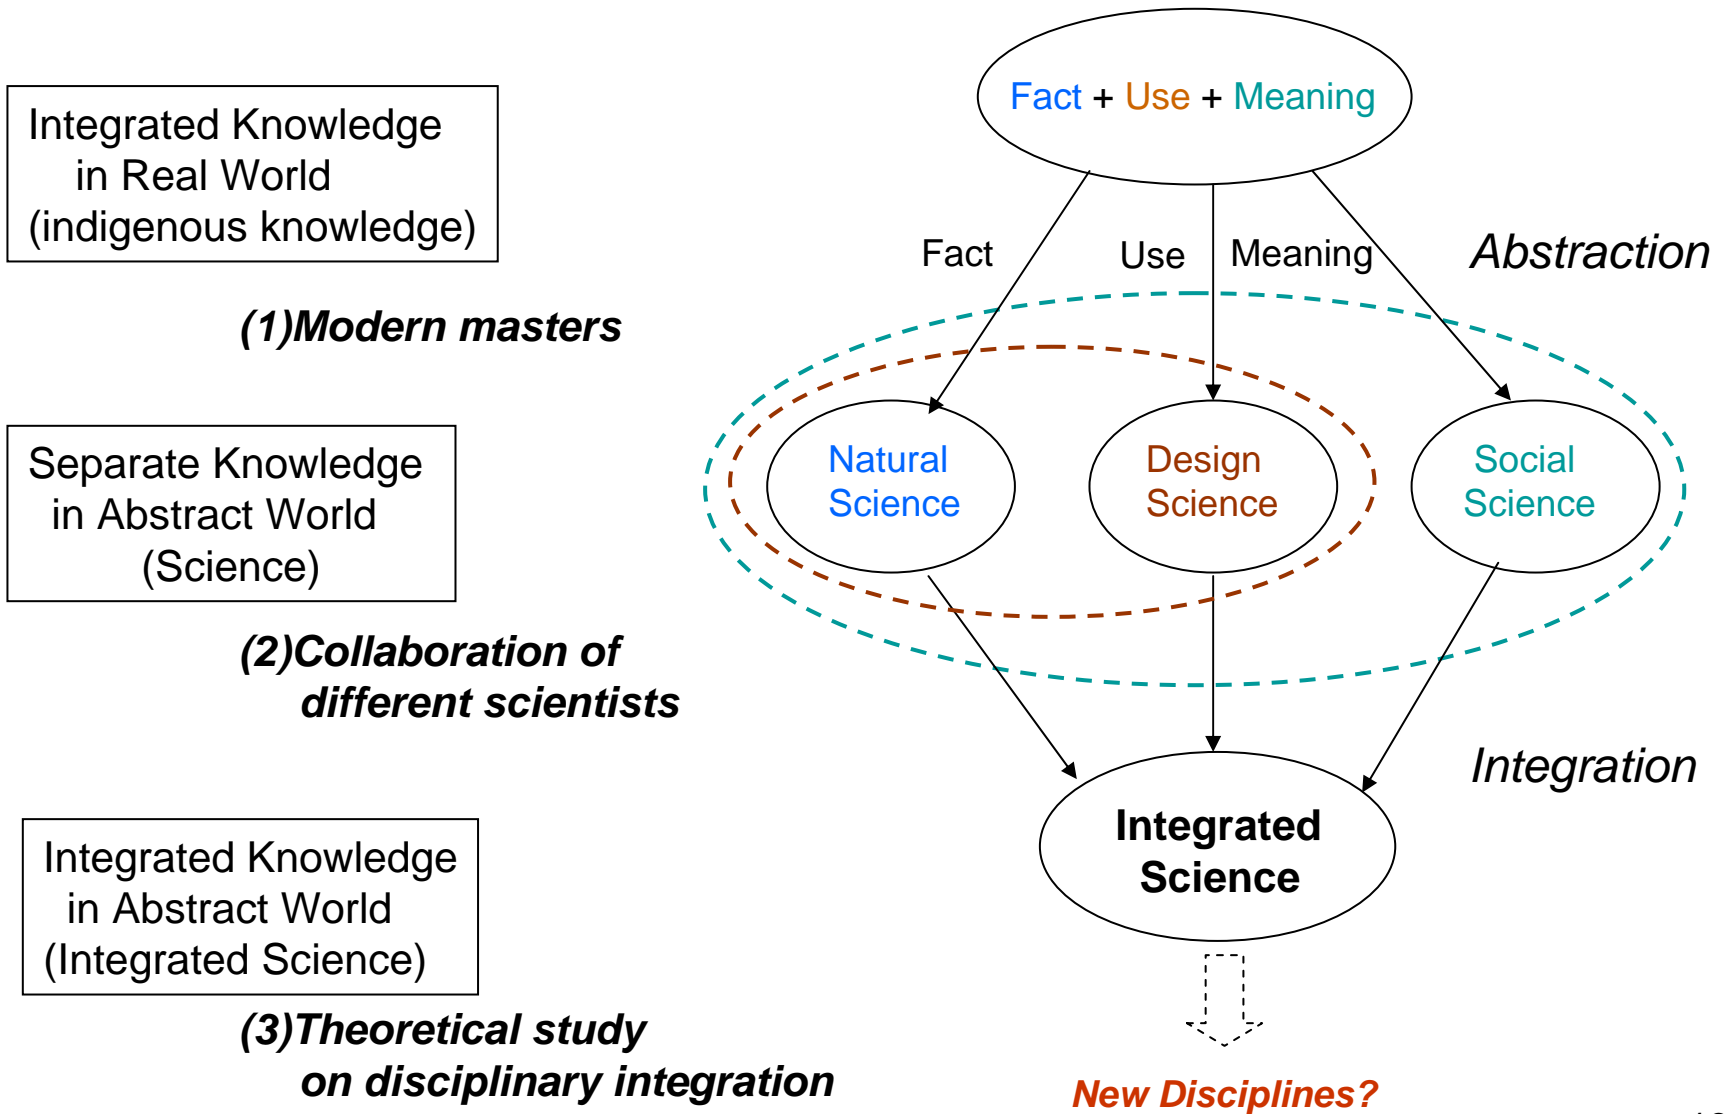 Fact + Use + Meaning
Integrated Knowledge
in Real World
(indigenous knowledge)
Fact
Use
Meaning
Abstraction
(1)Modern masters
Separate Knowledge
in Abstract World
(Science)
Natural
Science
Design
Science
Social
Science
(2)Collaboration of
different scientists
Integration
Integrated
Science
Integrated Knowledge
in Abstract World
(Integrated Science)
(3)Theoretical study
on disciplinary integration
New Disciplines?